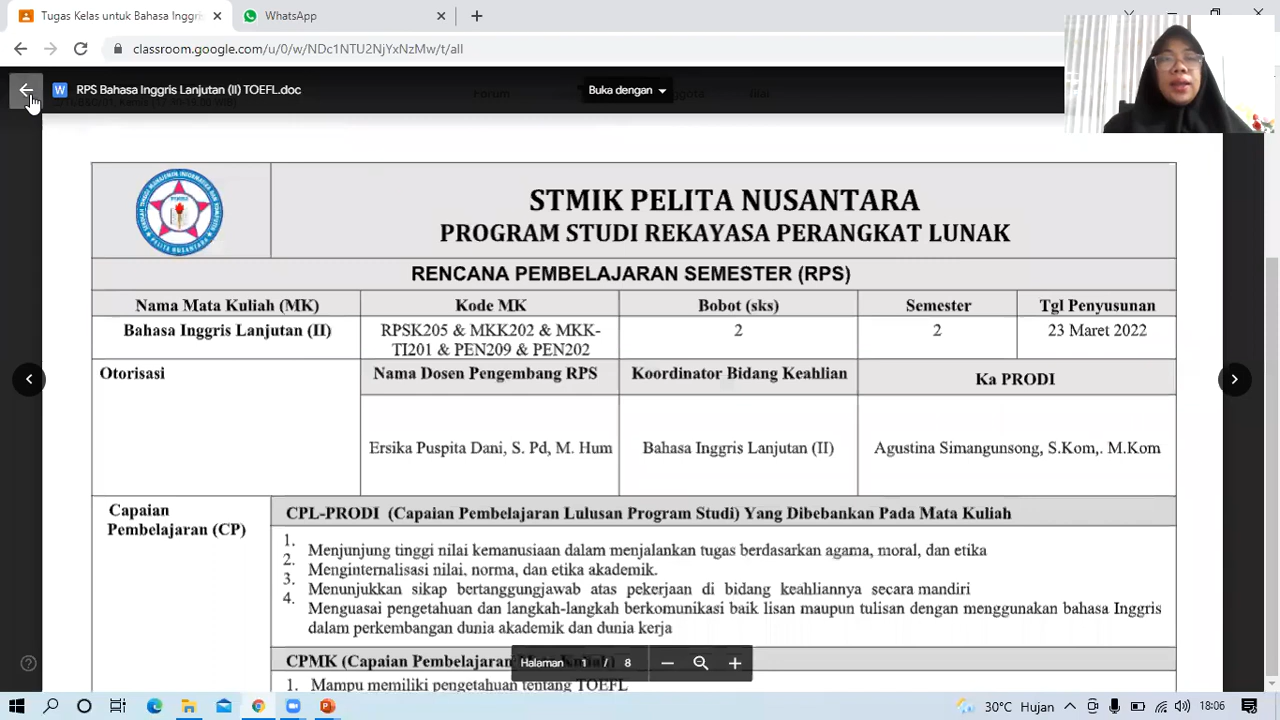 Tugas Kelas untuk Bahasa Inggri
WhatsApp
classroom.google.com/u/0/w/NDc1NTU2NjYxNzMw/t/all
W
RPS Bahasa Inggris Lanjutan (II) TOEFL.doc
Buka dengan
STMIK PELITA NUSANTARA
PROGRAM STUDI REKAYASA PERANGKAT LUNAK
RENCANA PEMBELAJARAN SEMESTER (RPS)
Nama Mata Kuliah (MK) Kode MK Bobot (sks) Semester Tgl Penyusunan
Bahasa Inggris Lanjutan (II) RPSK205 & MKK202 & MKK- 2 2 23 Maret 2022
TI201 & PEN209 & PEN202
Otorisasi Nama Dosen Pengembang RPS Koordinator Bidang Keahlian Ka PRODI
Ersika Puspita Dani, S. Pd, M. Hum Bahasa Inggris Lanjutan (II) Agustina Simangunsong, S.Kom,. M.Kom
Capaian
Pembelajaran (CP)
CPL-PRODI (Capaian Pembelajaran Lulusan Program Studi) Yang Dibebankan Pada Mata Kuliah
1. Menjunjung tinggi nilai kemanusiaan dalam menjalankan tugas berdasarkan agama, moral, dan etika
2. Menginternalisasi nilai, norma, dan etika akademik.
3. Menunjukkan sikap bertanggungjawab atas pekerjaan di bidang keahliannya secara mandiri
4. Menguasai pengetahuan dan langkah-langkah berkomunikasi baik lisan maupun tulisan dengan menggunakan bahasa Inggris
dalam perkembangan dunia akademik dan dunia kerja
CPMK (Capaian Pembelajaran
Halaman 1 / 8
1. Mampu memiliki pengetahuan tentang TOEFL
30°C Hujan
18:06